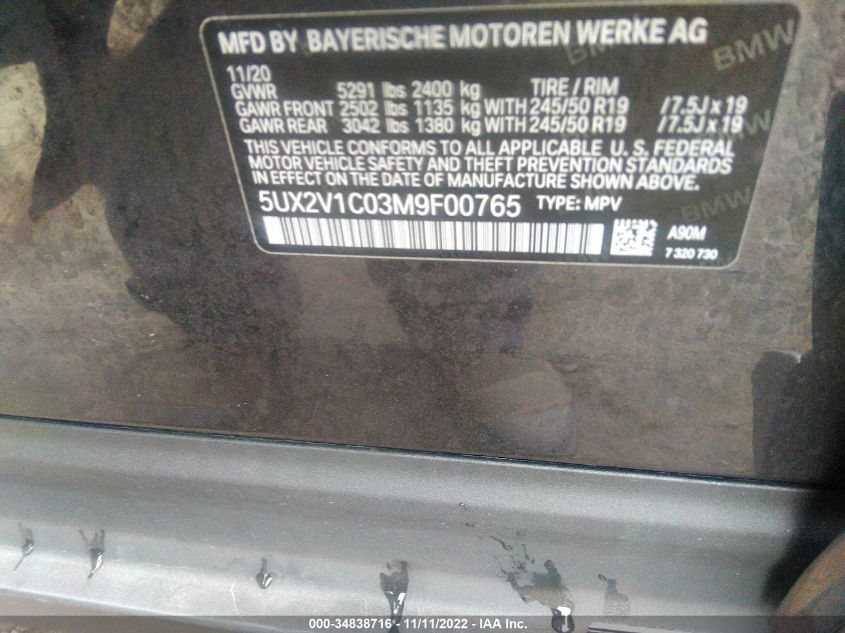 MFD BY BAYERISCHE MOTOREN WERKE AG
BMW
11/20
GVWR 5291 lbs 2400 kg TIRE / RIM
GAWR FRONT 2502 lbs 1135 kg WITH 245/50 R19 /7.5J x 19
GAWR REAR 3042 lbs 1380 kg WITH 245/50 R19 /7.5J x 19
THIS VEHICLE CONFORMS TO ALL APPLICABLE U. S. FEDERAL
MOTOR VEHICLE SAFETY AND THEFT PREVENTION STANDARDS
IN EFFECT ON THE DATE OF MANUFACTURE SHOWN ABOVE.
5UX2V1C03M9F00765 TYPE: MPV
BMW
A90M
7 320 730
000-34838716 - 11/11/2022 - IAA Inc.